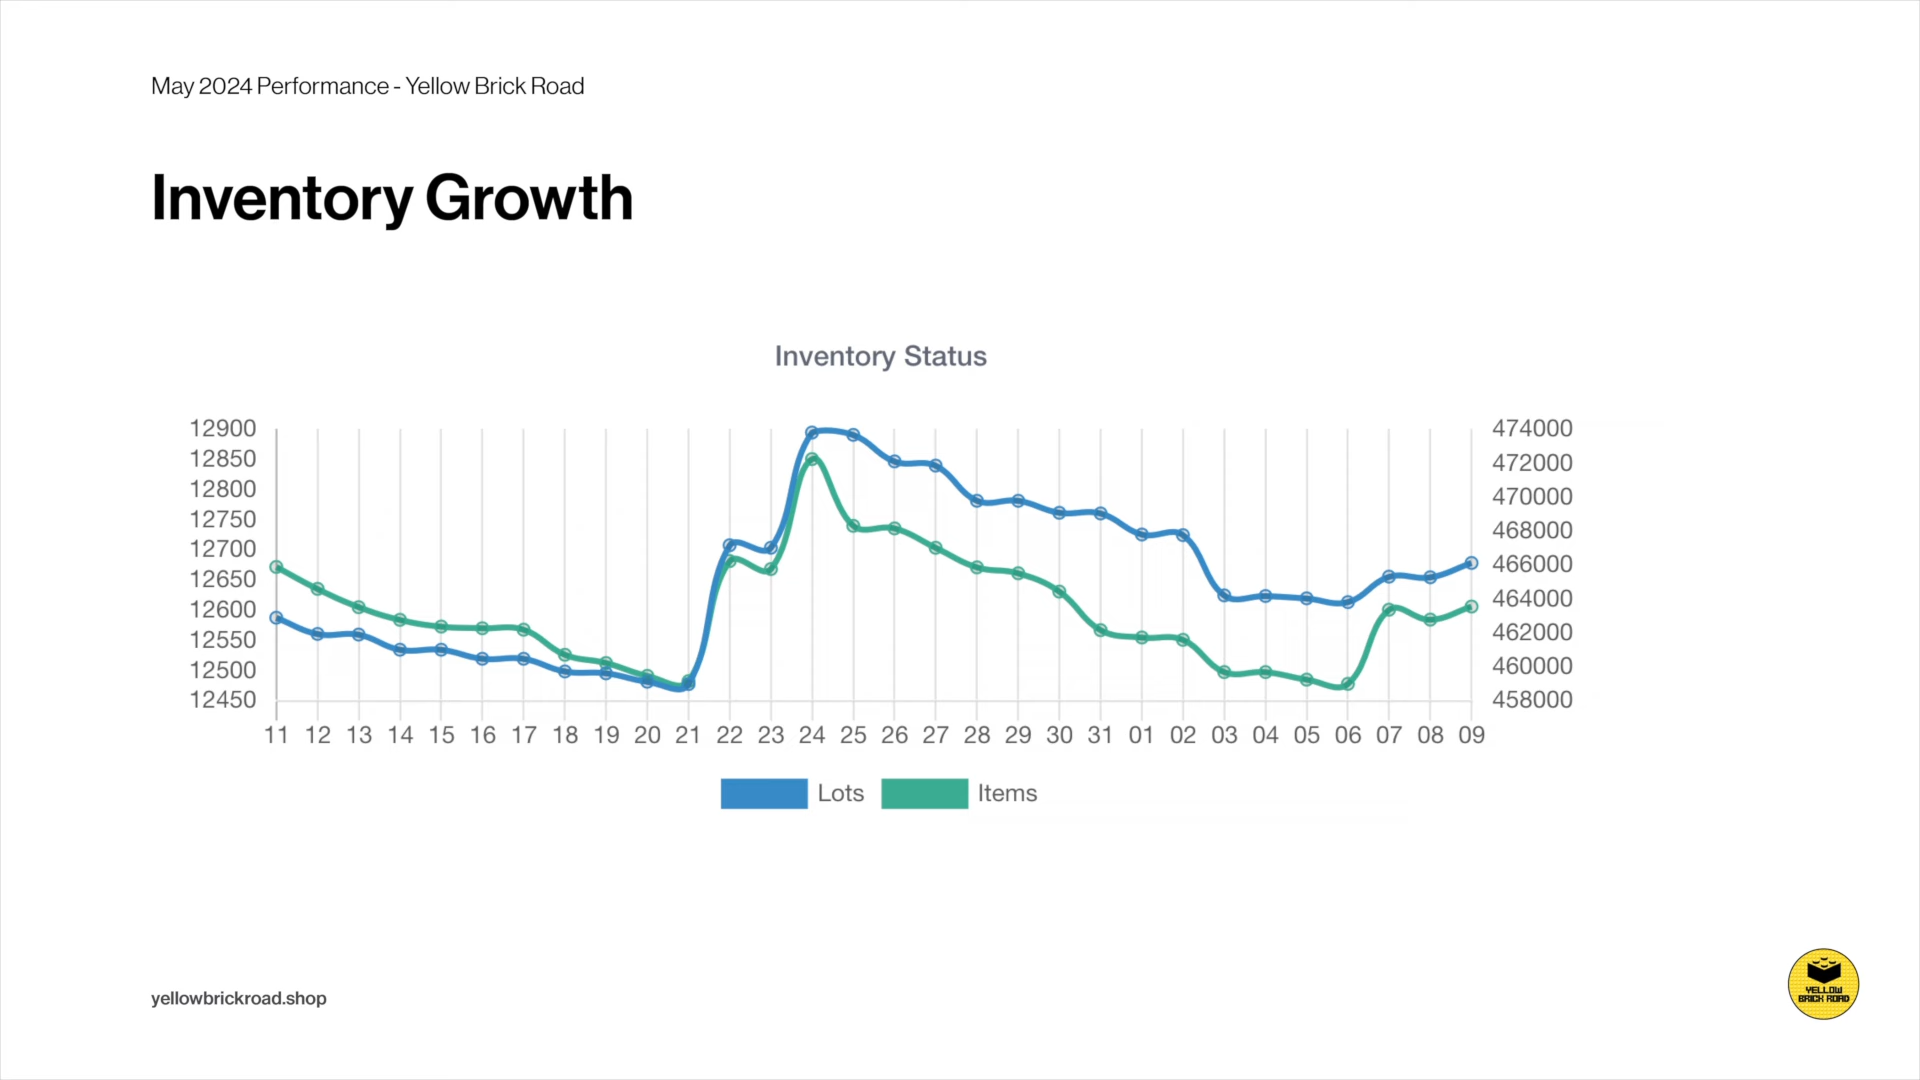 May 2024 Performance - Yellow Brick Road
Inventory Growth
Inventory Status
12900
12850
12800
12750
12700
12650
12600
12550
12500
12450
474000
472000
470000
468000
466000
464000
462000
460000
458000
11 12 13 14 15 16 17 18 19 20 21 22 23 24 25 26 27 28 29 30 31 01 02 03 04 05 06 07 08 09
Lots Items
yellowbrickroad.shop
YELLOW
BRICK ROAD